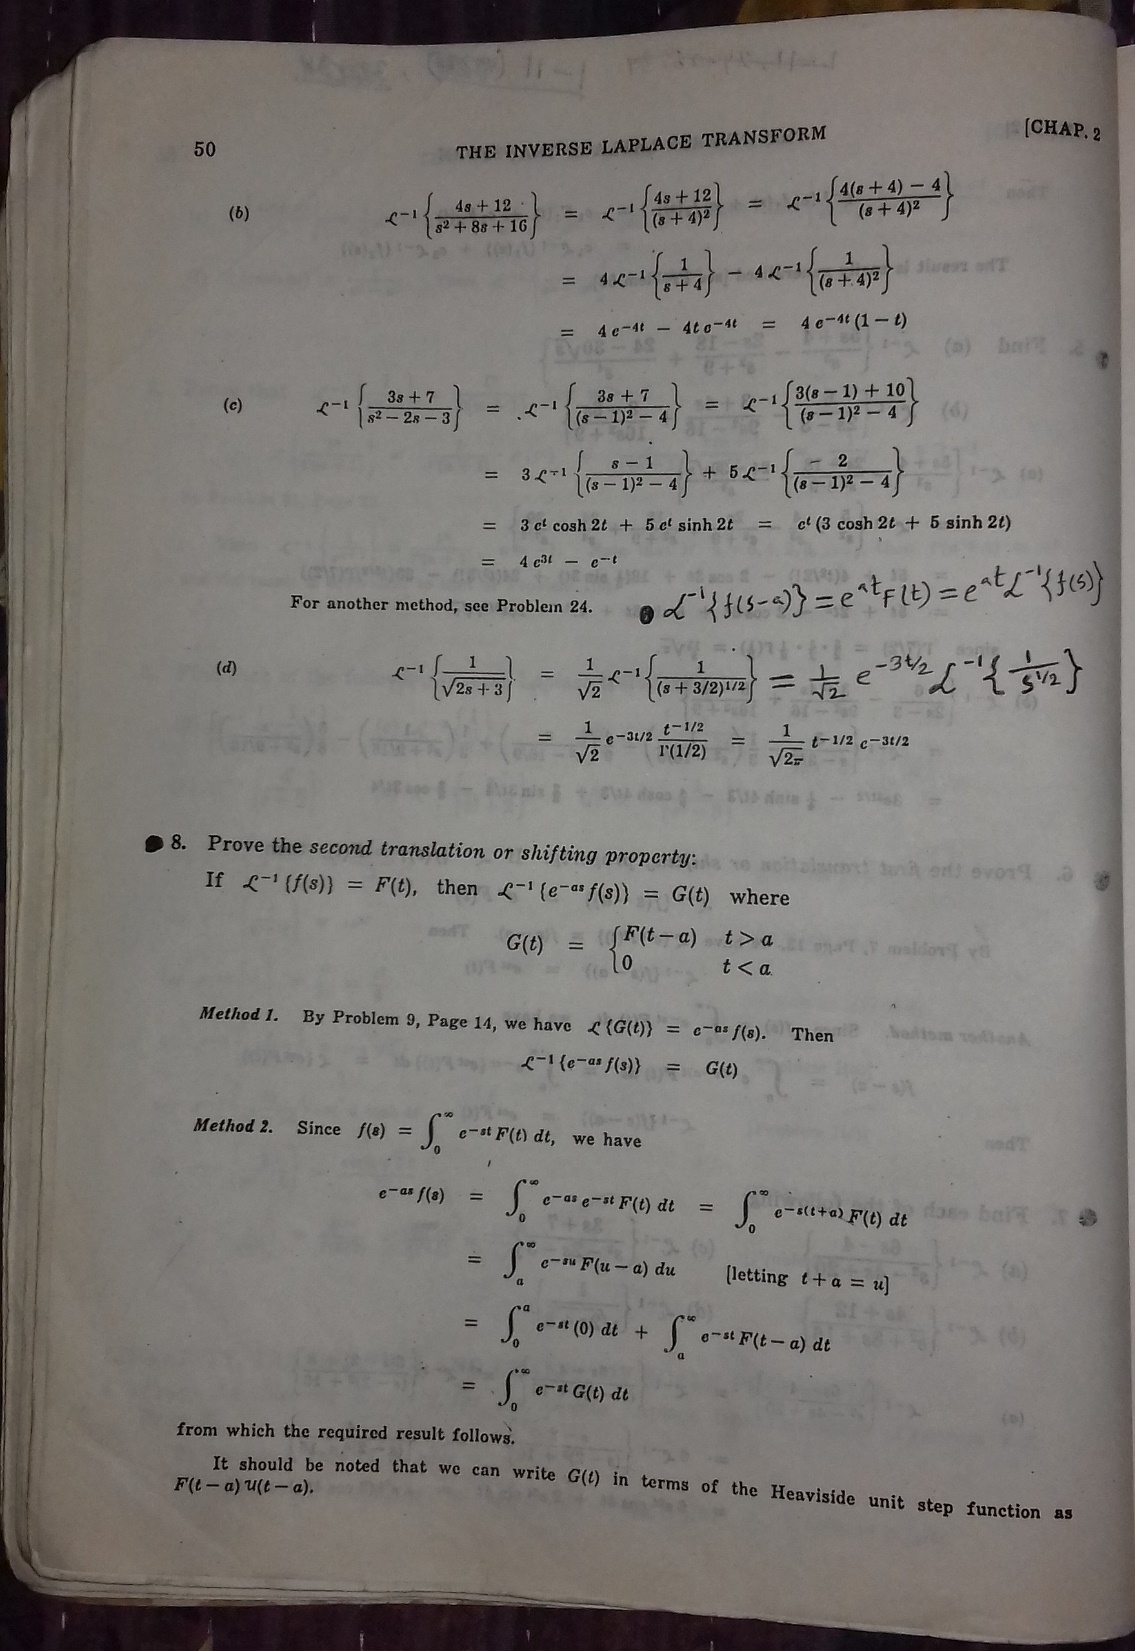 50 THE INVERSE LAPLACE TRANSFORM [CHAP. 2
(b) ℒ⁻¹{(4s + 12)/(s² + 8s + 16)} = ℒ⁻¹{(4s + 12)/(s + 4)²} = ℒ⁻¹{(4(s + 4) − 4)/(s + 4)²}
= 4 ℒ⁻¹{1/(s + 4)} − 4 ℒ⁻¹{1/(s + 4)²}
= 4 e^{−4t} − 4t e^{−4t} = 4 e^{−4t} (1 − t)
(c) ℒ⁻¹{(3s + 7)/(s² − 2s − 3)} = ℒ⁻¹{(3s + 7)/((s − 1)² − 4)} = ℒ⁻¹{(3(s − 1) + 10)/((s − 1)² − 4)}
= 3 ℒ⁻¹{(s − 1)/((s − 1)² − 4)} + 5 ℒ⁻¹{2/((s − 1)² − 4)}
= 3 e^t cosh 2t + 5 e^t sinh 2t = e^t (3 cosh 2t + 5 sinh 2t)
= 4 e^{3t} − e^{−t}
For another method, see Problem 24. ℒ⁻¹{f(s−a)} = e^{at} F(t) = e^{at} ℒ⁻¹{f(s)}
(d) ℒ⁻¹{1/√(2s + 3)} = (1/√2) ℒ⁻¹{1/(s + 3/2)^{1/2}} = (1/√2) e^{−3t/2} ℒ⁻¹{1/s^{1/2}}
= (1/√2) e^{−3t/2} t^{−1/2}/Γ(1/2) = (1/√(2π)) t^{−1/2} e^{−3t/2}
8. Prove the second translation or shifting property:
If ℒ⁻¹{f(s)} = F(t), then ℒ⁻¹{e^{−as} f(s)} = G(t) where
G(t) = { F(t − a) t > a
0 t < a
Method 1. By Problem 9, Page 14, we have ℒ{G(t)} = e^{−as} f(s). Then
ℒ⁻¹{e^{−as} f(s)} = G(t)
Method 2. Since f(s) = ∫₀^∞ e^{−st} F(t) dt, we have
e^{−as} f(s) = ∫₀^∞ e^{−as} e^{−st} F(t) dt = ∫₀^∞ e^{−s(t+a)} F(t) dt
= ∫ₐ^∞ e^{−su} F(u − a) du [letting t + a = u]
= ∫₀^a e^{−st} (0) dt + ∫ₐ^∞ e^{−st} F(t − a) dt
= ∫₀^∞ e^{−st} G(t) dt
from which the required result follows.
It should be noted that we can write G(t) in terms of the Heaviside unit step function as
F(t − a) U(t − a).